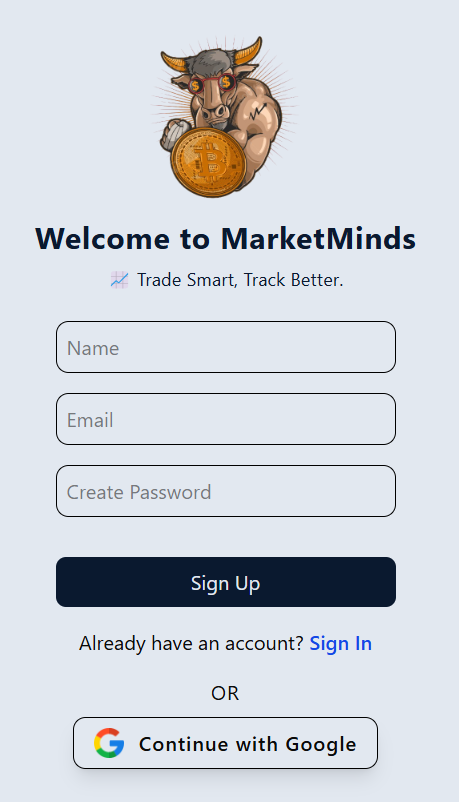 Welcome to MarketMinds
📈 Trade Smart, Track Better.
Name
Email
Create Password
Sign Up
Already have an account? Sign In
OR
Continue with Google